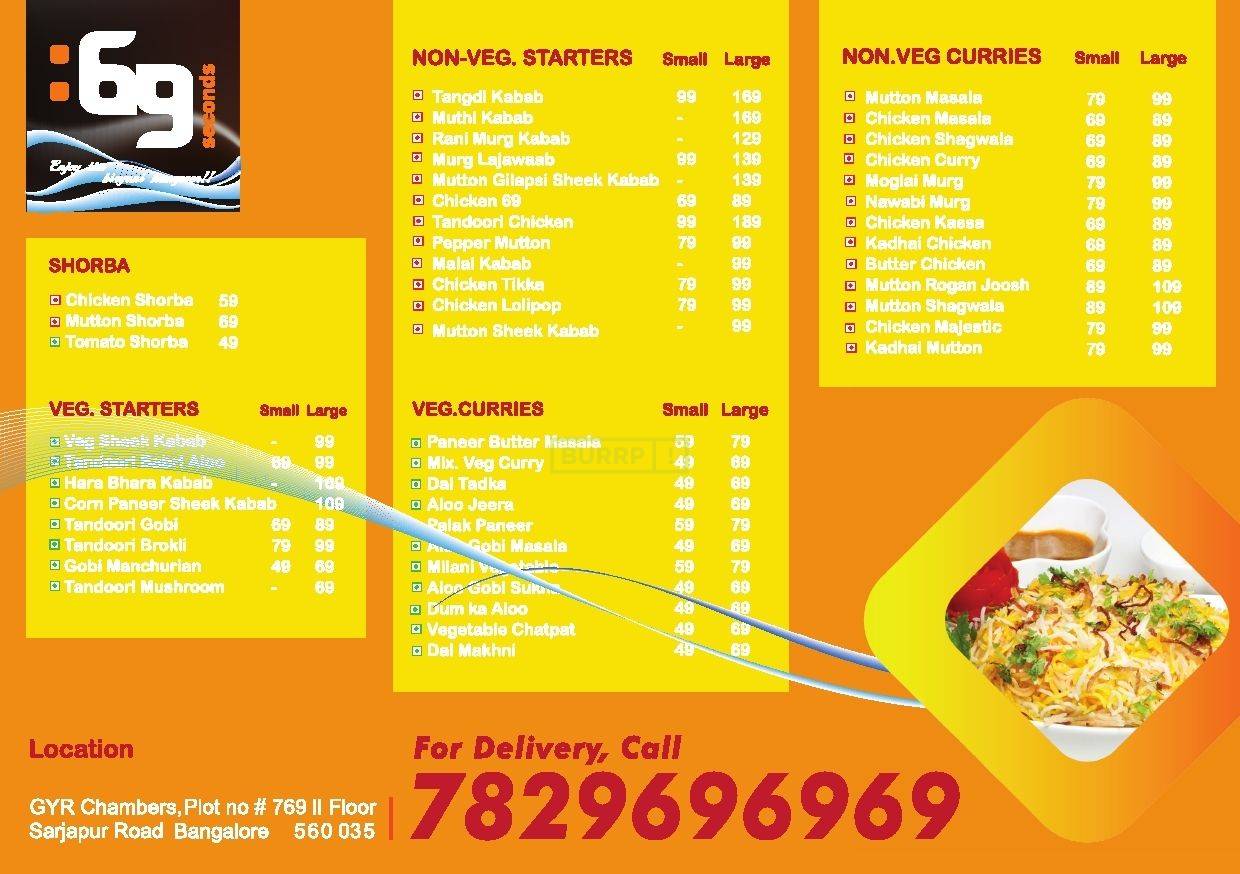 :69
seconds
Enjoy
SHORBA
Chicken Shorba 59
Mutton Shorba 69
Tomato Shorba 49
VEG. STARTERS Small Large
Veg Sheek Kabab - 99
Tandoori Aloo 69 99
Hara Bhara Kabab - 109
Corn Paneer Sheek Kabab 109
Tandoori Gobi 69 89
Tandoori Brokli 79 99
Gobi Manchurian 49 69
Tandoori Mushroom - 69
NON-VEG. STARTERS Small Large
Tangdi Kabab 99 169
Muthi Kabab - 169
Rani Murg Kabab - 129
Murg Lajawaab 99 139
Mutton Gilapsi Sheek Kabab - 139
Chicken 69 69 89
Tandoori Chicken 99 189
Pepper Mutton 79 99
Malai Kabab - 99
Chicken Tikka 79 99
Chicken Lolipop 79 99
Mutton Sheek Kabab - 99
VEG.CURRIES Small Large
Paneer Butter Masala 59 79
Mix. Veg Curry 49 69
Dal Tadka 49 69
Aloo Jeera 49 69
Palak Paneer 59 79
Aloo Gobi Masala 49 69
Milani Vegetable 59 79
Aloo Gobi Sukha 49 69
Dum ka Aloo 49 69
Vegetable Chatpat 49 69
Dal Makhni 49 69
BURRP !
NON.VEG CURRIES Small Large
Mutton Masala 79 99
Chicken Masala 69 89
Chicken Shagwala 69 89
Chicken Curry 69 89
Moglai Murg 79 99
Nawabi Murg 79 99
Chicken Kassa 69 89
Kadhai Chicken 69 89
Butter Chicken 69 89
Mutton Rogan Joosh 89 109
Mutton Shagwala 89 109
Chicken Majestic 79 99
Kadhai Mutton 79 99
Location
GYR Chambers,Plot no # 769 II Floor
Sarjapur Road Bangalore 560 035
For Delivery, Call
7829696969